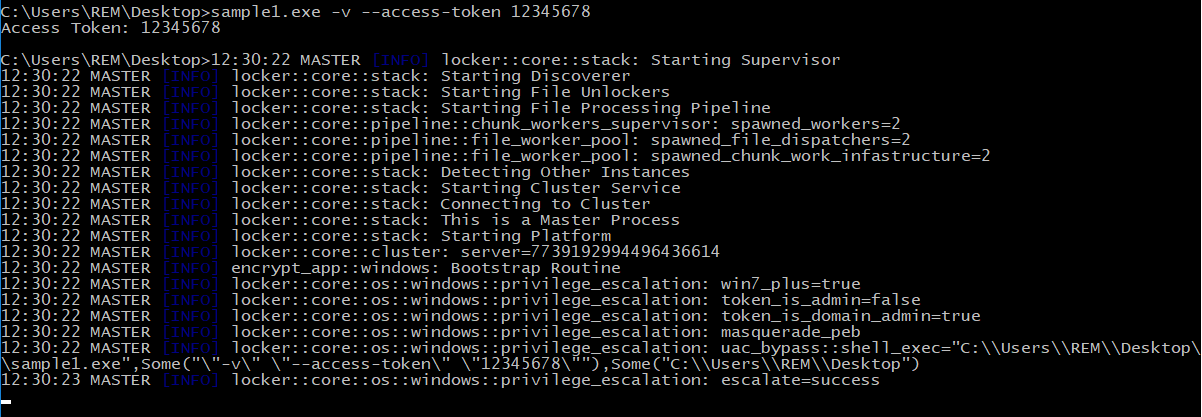 C:\Users\REM\Desktop>sample1.exe -v --access-token 12345678
Access Token: 12345678
C:\Users\REM\Desktop>12:30:22 MASTER [INFO] locker::core::stack: Starting Supervisor
12:30:22 MASTER [INFO] locker::core::stack: Starting Discoverer
12:30:22 MASTER [INFO] locker::core::stack: Starting File Unlockers
12:30:22 MASTER [INFO] locker::core::stack: Starting File Processing Pipeline
12:30:22 MASTER [INFO] locker::core::pipeline::chunk_workers_supervisor: spawned_workers=2
12:30:22 MASTER [INFO] locker::core::pipeline::file_worker_pool: spawned_file_dispatchers=2
12:30:22 MASTER [INFO] locker::core::pipeline::file_worker_pool: spawned_chunk_work_infastructure=2
12:30:22 MASTER [INFO] locker::core::stack: Detecting Other Instances
12:30:22 MASTER [INFO] locker::core::stack: Starting Cluster Service
12:30:22 MASTER [INFO] locker::core::stack: Connecting to Cluster
12:30:22 MASTER [INFO] locker::core::stack: This is a Master Process
12:30:22 MASTER [INFO] locker::core::stack: Starting Platform
12:30:22 MASTER [INFO] locker::core::cluster: server=7739192994496436614
12:30:22 MASTER [INFO] encrypt_app::windows: Bootstrap Routine
12:30:22 MASTER [INFO] locker::core::os::windows::privilege_escalation: win7_plus=true
12:30:22 MASTER [INFO] locker::core::os::windows::privilege_escalation: token_is_admin=false
12:30:22 MASTER [INFO] locker::core::os::windows::privilege_escalation: token_is_domain_admin=true
12:30:22 MASTER [INFO] locker::core::os::windows::privilege_escalation: masquerade_peb
12:30:22 MASTER [INFO] locker::core::os::windows::privilege_escalation: uac_bypass::shell_exec="C:\\Users\\REM\\Desktop\
\sample1.exe",Some("\"-v\" \"--access-token\" \"12345678\""),Some("C:\\Users\\REM\\Desktop")
12:30:23 MASTER [INFO] locker::core::os::windows::privilege_escalation: escalate=success